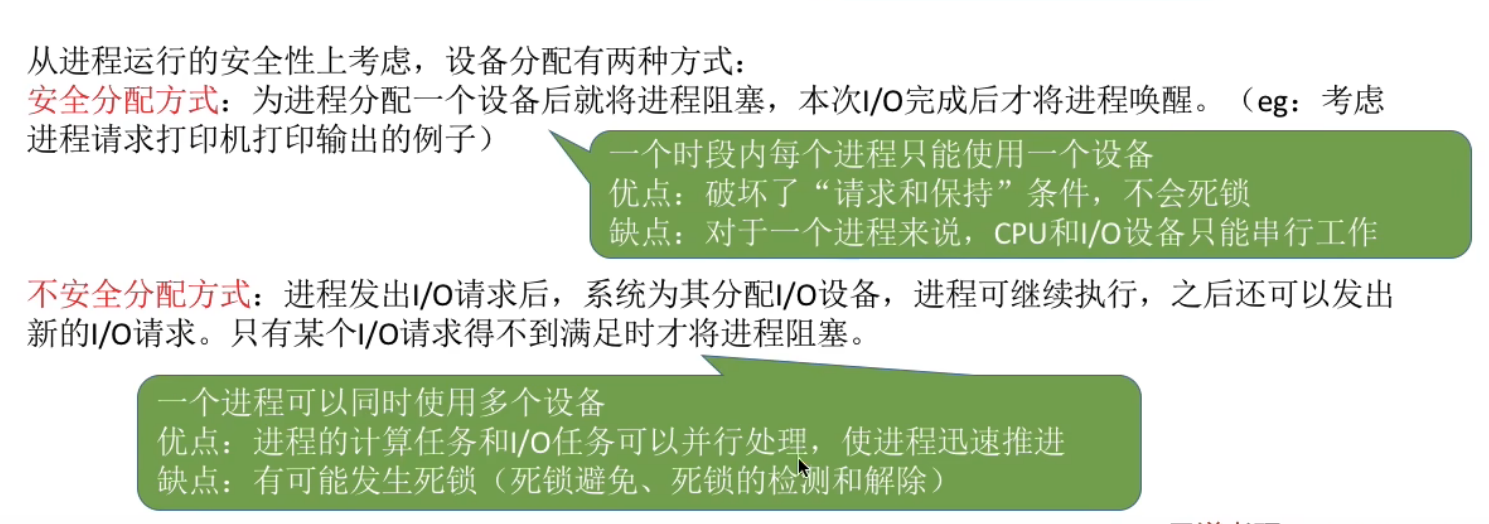 从进程运行的安全性上考虑，设备分配有两种方式：
安全分配方式：为进程分配一个设备后就将进程阻塞，本次I/O完成后才将进程唤醒。（eg：考虑
进程请求打印机打印输出的例子）
一个时段内每个进程只能使用一个设备
优点：破坏了“请求和保持”条件，不会死锁
缺点：对于一个进程来说，CPU和I/O设备只能串行工作
不安全分配方式：进程发出I/O请求后，系统为其分配I/O设备，进程可继续执行，之后还可以发出
新的I/O请求。只有某个I/O请求得不到满足时才将进程阻塞。
一个进程可以同时使用多个设备
优点：进程的计算任务和I/O任务可以并行处理，使进程迅速推进
缺点：有可能发生死锁（死锁避免、死锁的检测和解除）